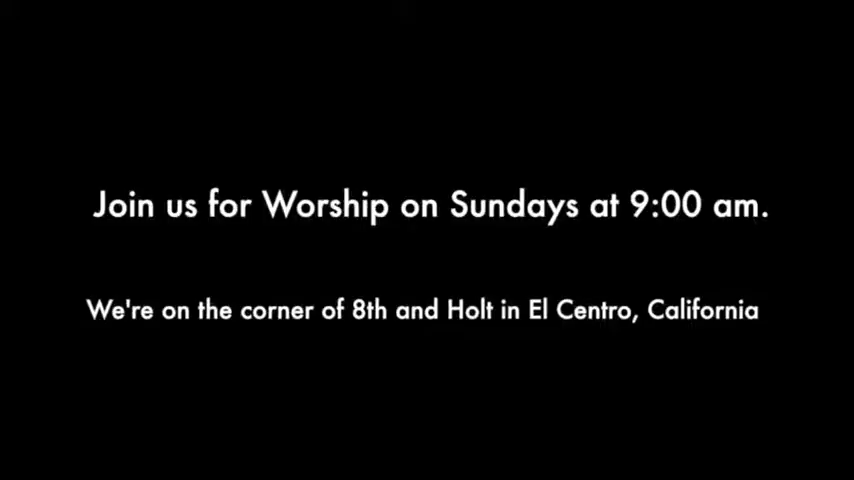 Join us for Worship on Sundays at 9:00 am.
We're on the corner of 8th and Holt in El Centro, California